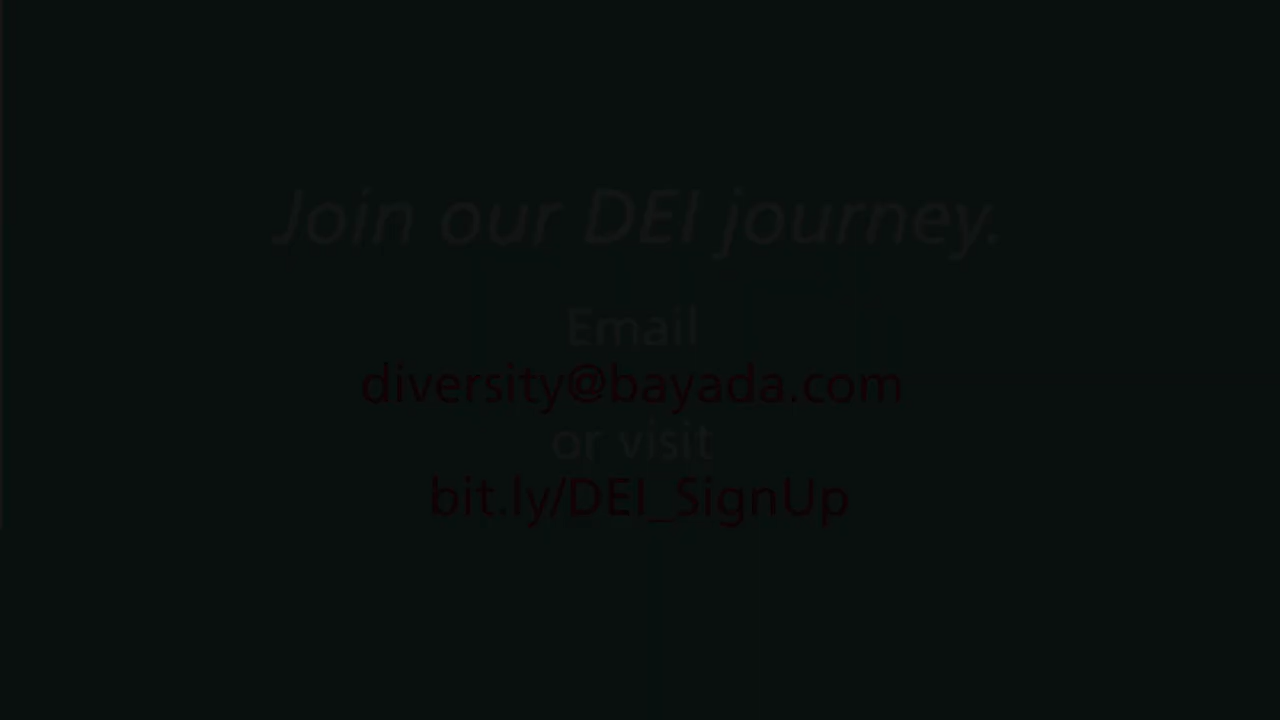 Join our DEI journey.
Email
diversity@bayada.com
or visit
bit.ly/DEI_SignUp